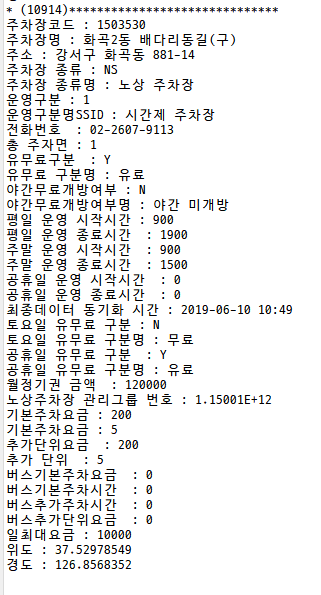 * (10914)****************************
주차장코드 : 1503530
주차장명 : 화곡2동 배다리동길(구)
주소 : 강서구 화곡동 881-14
주차장 종류 : NS
주차장 종류명 : 노상 주차장
운영구분 : 1
운영구분명SSID : 시간제 주차장
전화번호  : 02-2607-9113
총 주자면 : 1
유무료구분  : Y
유무료 구분명 : 유료
야간무료개방여부 : N
야간무료개방여부명 : 야간 미개방
평일 운영 시작시간 : 900
평일 운영 종료시간  : 1900
주말 운영 시작시간  : 900
주말 운영 종료시간  : 1500
공휴일 운영 시작시간  : 0
공휴일 운영 종료시간  : 0
최종데이터 동기화 시간 : 2019-06-10 10:49
토요일 유무료 구분 : N
토요일 유무료 구분명 : 무료
공휴일 유무료 구분  : Y
공휴일 유무료 구분명 : 유료
월정기권 금액  : 120000
노상주차장 관리그룹 번호 : 1.15001E+12
기본주차요금 : 200
기본주차요금 : 5
추가단위요금  : 200
추가 단위  : 5
버스기본주차요금  : 0
버스기본주차시간  : 0
버스추가주차시간  : 0
버스추가단위요금  : 0
일최대요금 : 10000
위도 : 37.52978549
경도 : 126.8568352